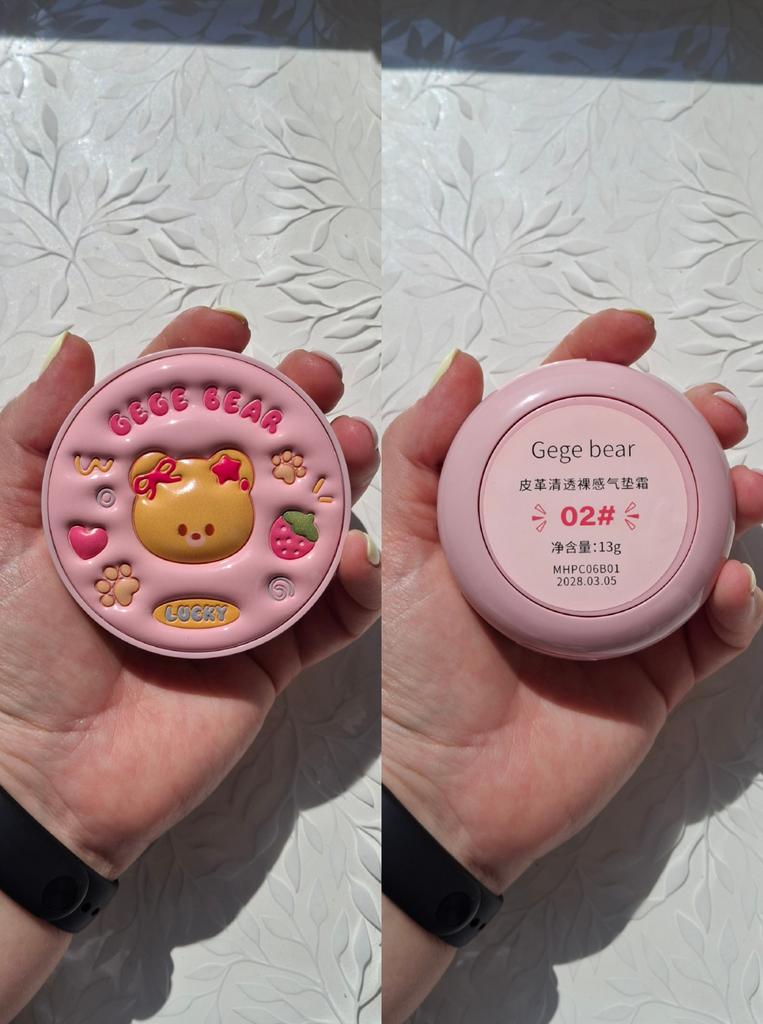 GEGE BEAR
LUCKY
Gege bear
皮革清透裸感气垫霜
02#
净含量:13g
MHPC06B01
2028.03.05